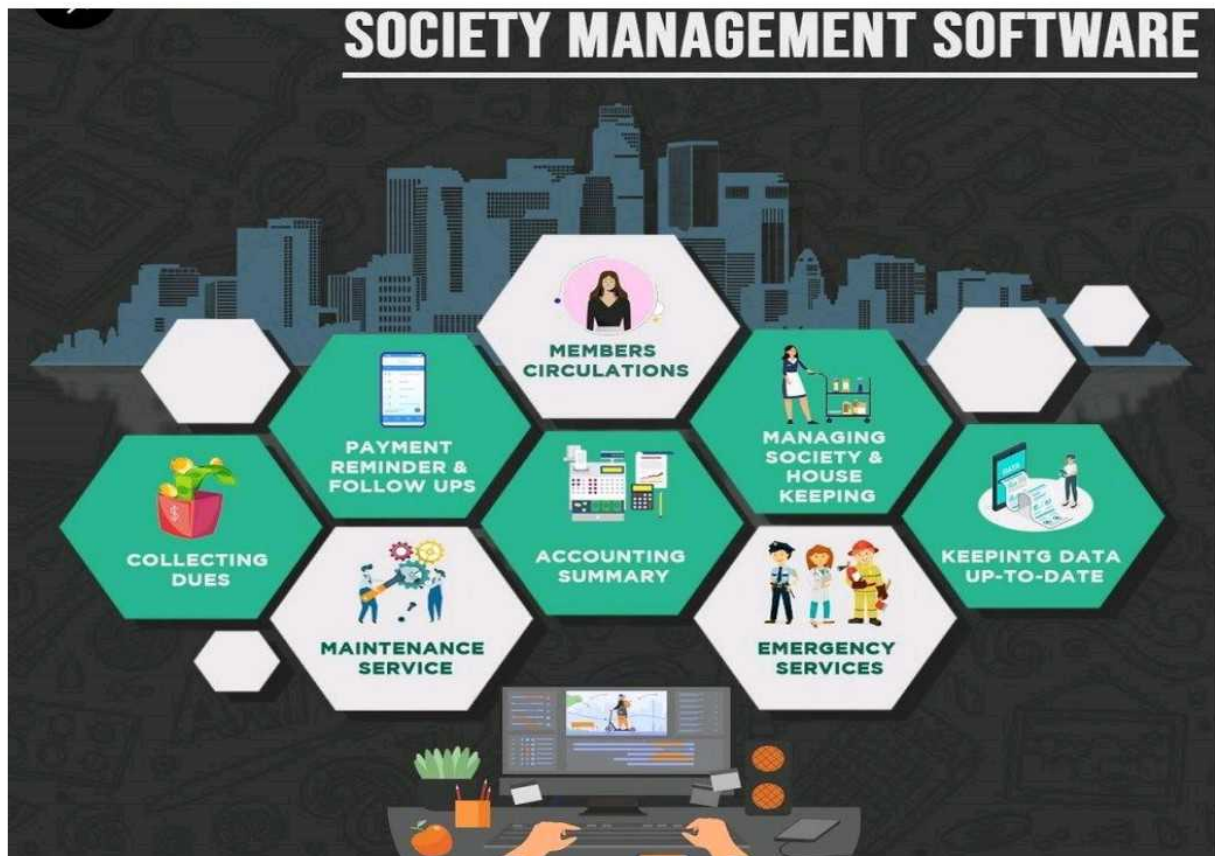 SOCIETY MANAGEMENT SOFTWARE
MEMBERS
CIRCULATIONS
PAYMENT
REMINDER &
FOLLOW UPS
MANAGING
SOCIETY &
HOUSE
KEEPING
COLLECTING
DUES
ACCOUNTING
SUMMARY
KEEPINTG DATA
UP-TO-DATE
MAINTENANCE
SERVICE
EMERGENCY
SERVICES
$
DATA